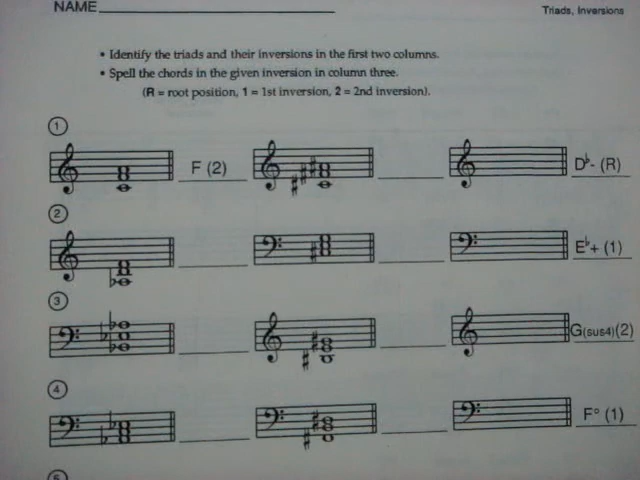 NAME
Triads, Inversions
• Identify the triads and their inversions in the first two columns.
• Spell the chords in the given inversion in column three.
(R = root position, 1 = 1st inversion, 2 = 2nd inversion).
1
F (2)
D♭- (R)
2
E♭+ (1)
3
G(sus4)(2)
4
F° (1)